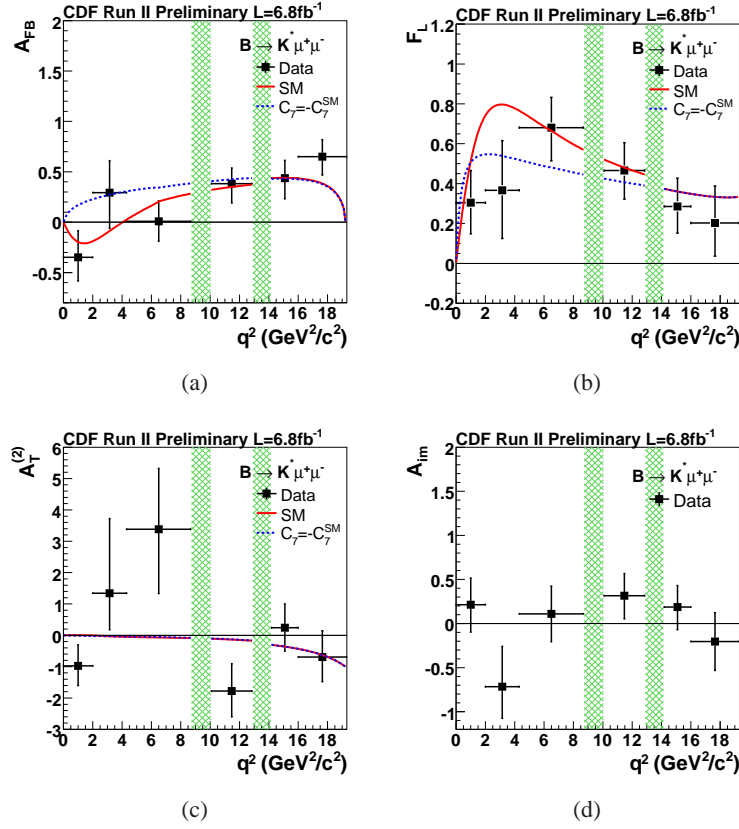 CDF Run II Preliminary L=6.8fb⁻¹
A_FB
B → K* μ⁺μ⁻
Data
SM
C₇=-C₇^SM
2
1.5
1
0.5
0
-0.5
0 2 4 6 8 10 12 14 16 18
q² (GeV²/c²)
(a)
CDF Run II Preliminary L=6.8fb⁻¹
F_L
B → K* μ⁺μ⁻
Data
SM
C₇=-C₇^SM
1.2
1
0.8
0.6
0.4
0.2
0
-0.2
0 2 4 6 8 10 12 14 16 18
q² (GeV²/c²)
(b)
CDF Run II Preliminary L=6.8fb⁻¹
A_T^(2)
B → K* μ⁺μ⁻
Data
SM
C₇=-C₇^SM
6
5
4
3
2
1
0
-1
-2
-3
0 2 4 6 8 10 12 14 16 18
q² (GeV²/c²)
(c)
CDF Run II Preliminary L=6.8fb⁻¹
A_im
B → K* μ⁺μ⁻
Data
2
1.5
1
0.5
0
-0.5
-1
0 2 4 6 8 10 12 14 16 18
q² (GeV²/c²)
(d)